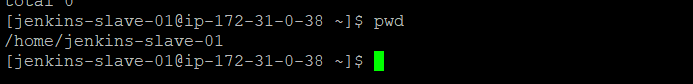 total 0
[jenkins-slave-01@ip-172-31-0-38 ~]$ pwd
/home/jenkins-slave-01
[jenkins-slave-01@ip-172-31-0-38 ~]$